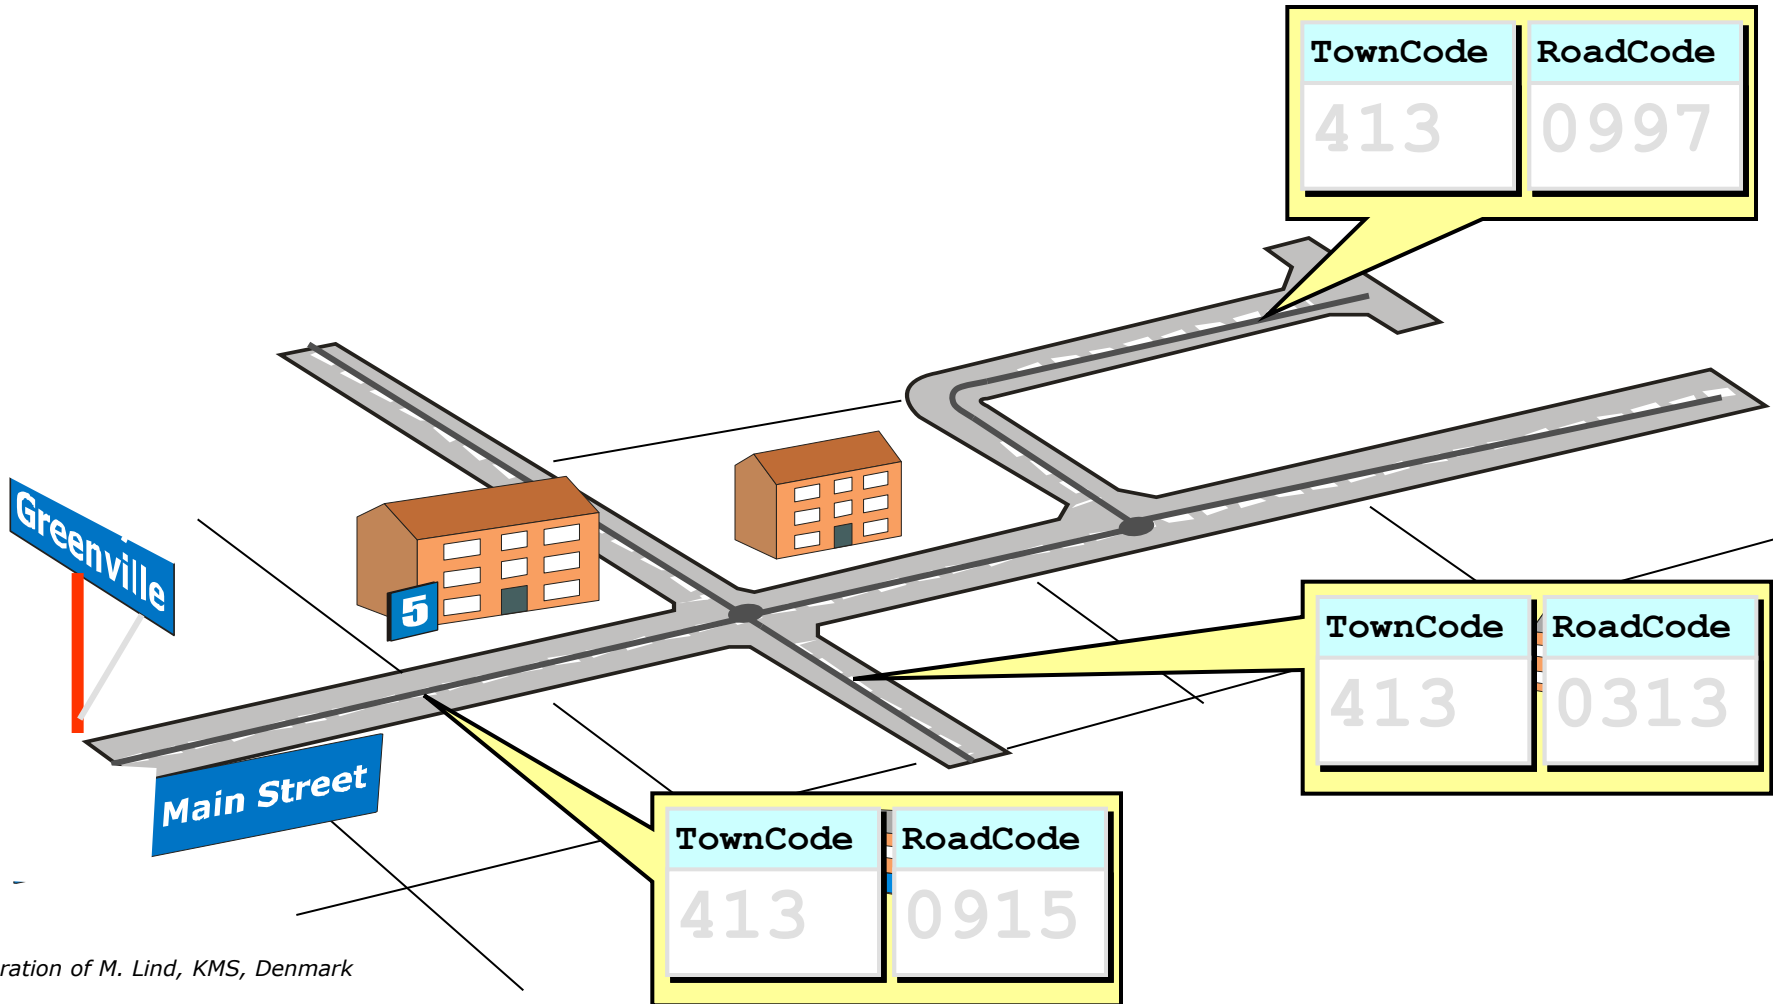 TownCode RoadCode
413 0997
Greenville
5
TownCode RoadCode
413 0313
Main Street
TownCode RoadCode
413 0915
of M. Lind, KMS, Denmark